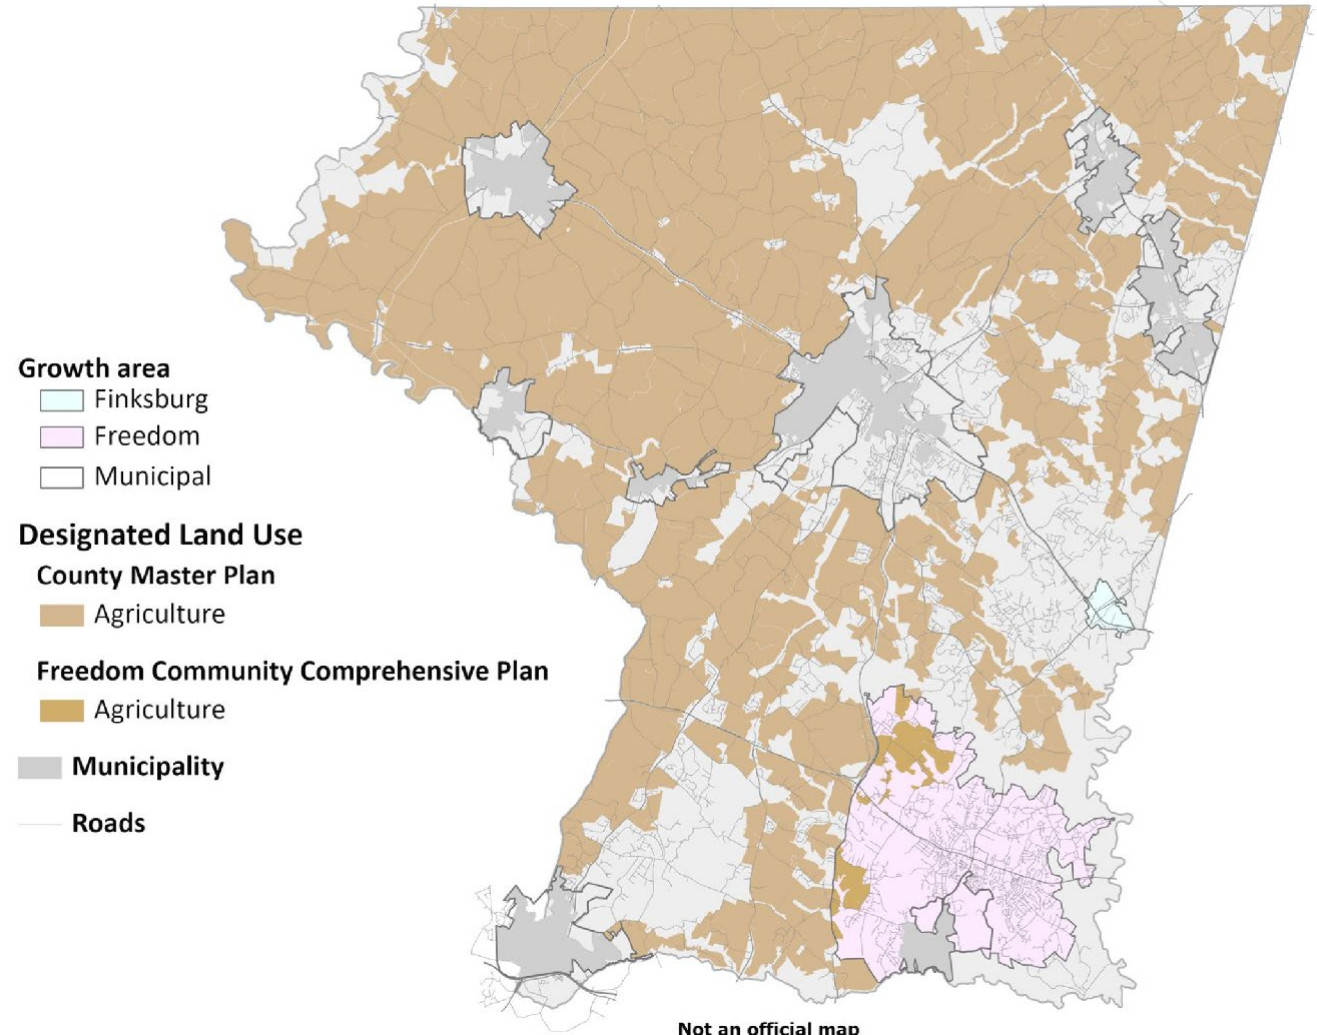 Growth area
Finksburg
Freedom
Municipal
Designated Land Use
County Master Plan
Agriculture
Freedom Community Comprehensive Plan
Agriculture
Municipality
Roads
Not an official map